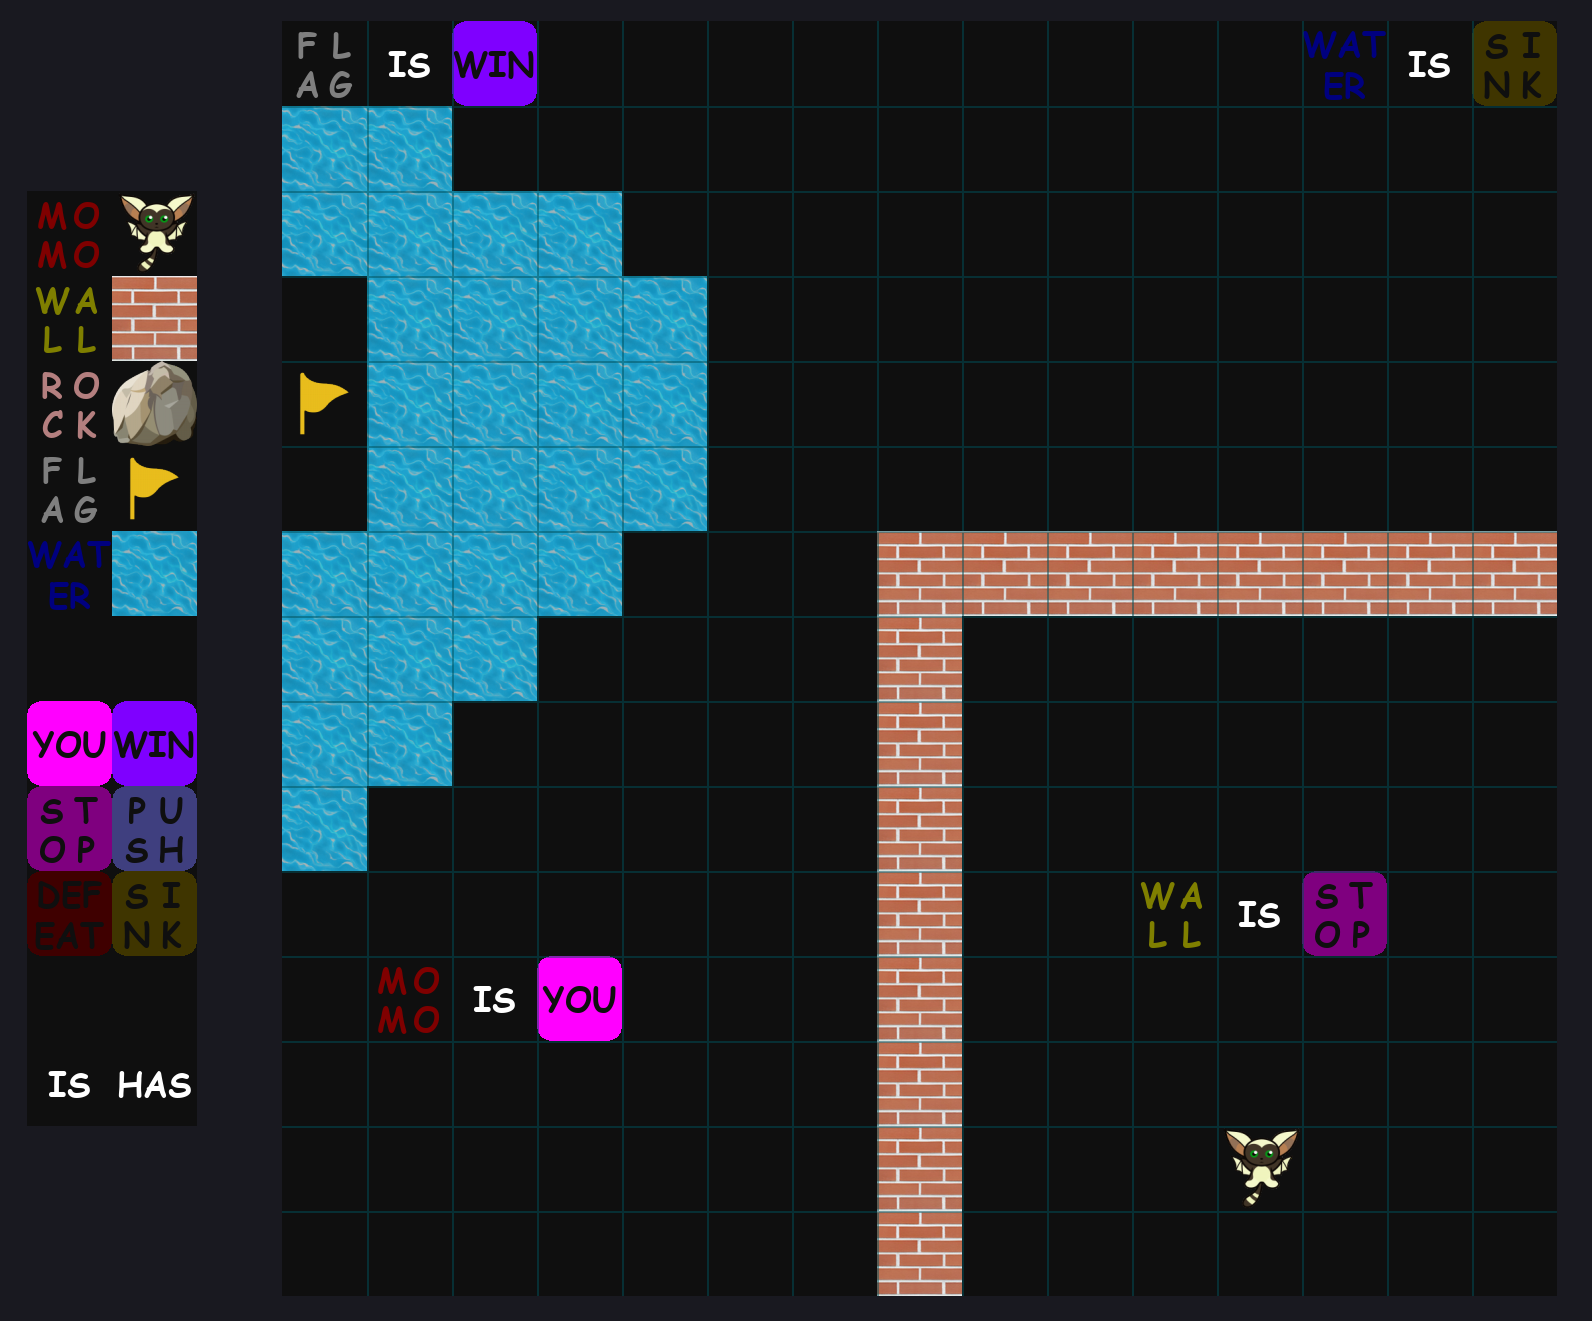 FLAG IS WIN WATER IS SINK
MOMO
WALL
ROCK
FLAG
WATER
YOU WIN
STOP PUSH
DEFEAT SINK
WALL IS STOP
MOMO IS YOU
IS HAS